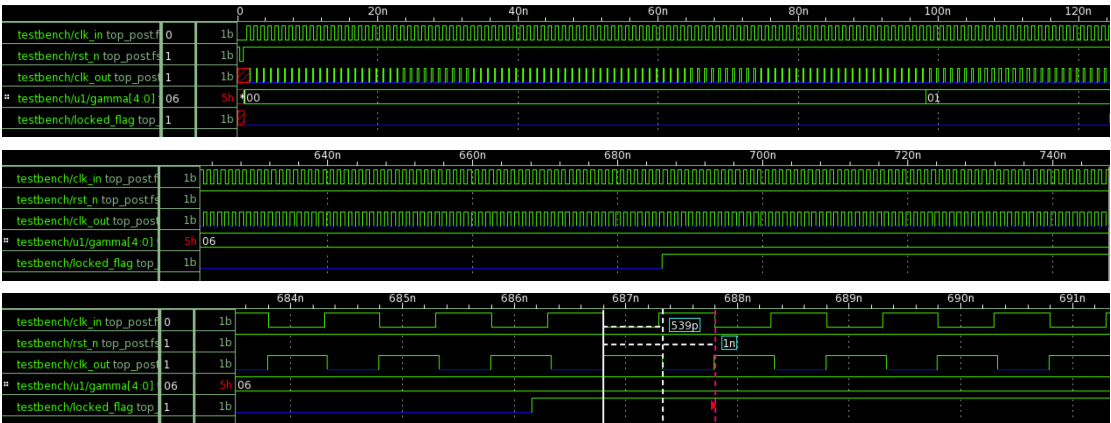 0 20n 40n 60n 80n 100n 120n
testbench/clk_in top_post.f 0 1b
testbench/rst_n top_post.fs 1 1b
testbench/clk_out top_post 1 1b
testbench/u1/gamma[4:0] 06 5h 00 01
testbench/locked_flag top_ 1 1b
640n 660n 680n 700n 720n 740n
testbench/clk_in top_post.f 1b
testbench/rst_n top_post.fs 1b
testbench/clk_out top_post 1b
testbench/u1/gamma[4:0] 5h 06
testbench/locked_flag top_ 1b
684n 685n 686n 687n 688n 689n 690n 691n
testbench/clk_in top_post.f 0 1b 539p
testbench/rst_n top_post.fs 1 1b 1n
testbench/clk_out top_post 1 1b
testbench/u1/gamma[4:0] 06 5h 06
testbench/locked_flag top_ 1 1b